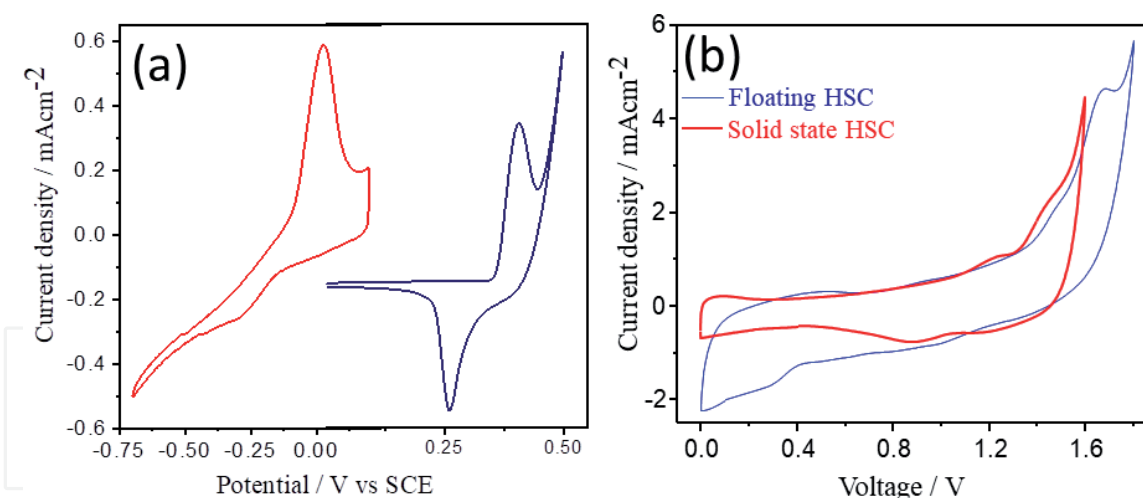 (a)
0.6
0.4
0.2
0.0
-0.2
-0.4
-0.6
Current density / mAcm-2
-0.75 -0.50 -0.25 0.00 0.25 0.50
Potential / V vs SCE
(b)
Floating HSC
Solid state HSC
6
4
2
0
-2
Current density / mAcm-2
0.0 0.4 0.8 1.2 1.6
Voltage / V